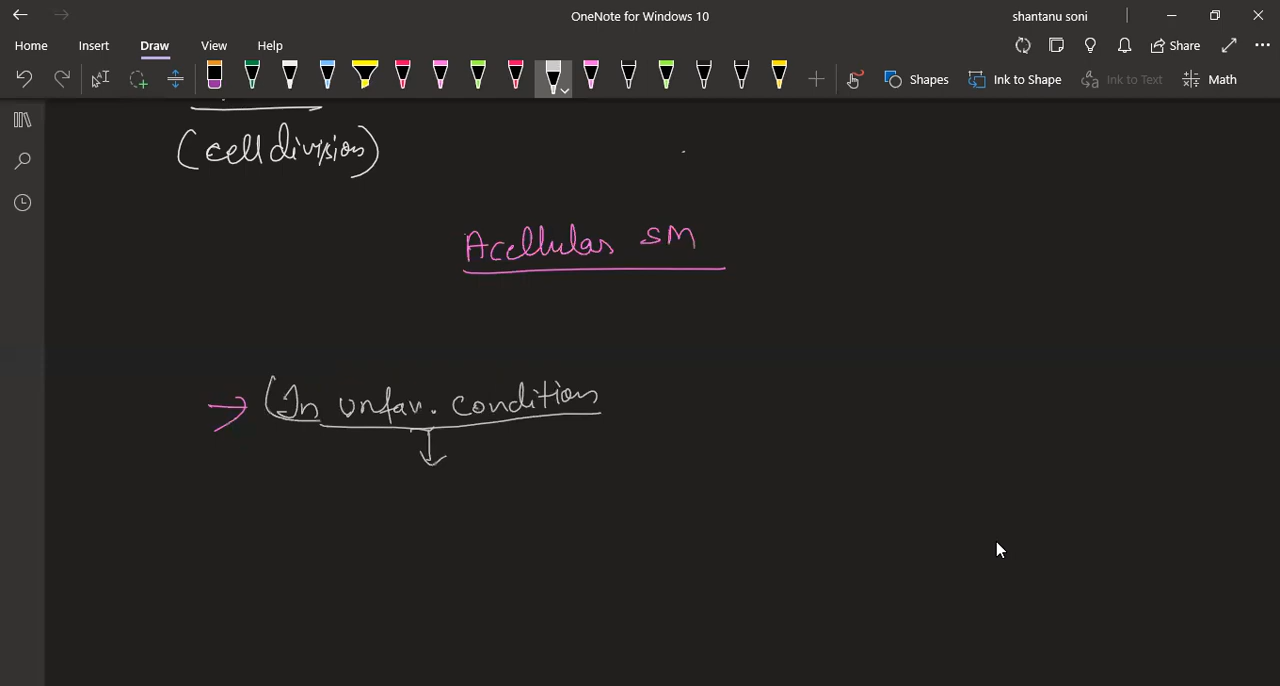 OneNote for Windows 10
shantanu soni
Home Insert Draw View Help
Share
Shapes Ink to Shape Ink to Text Math
(cell division)
Acellular SM
→ (In unfav. condition